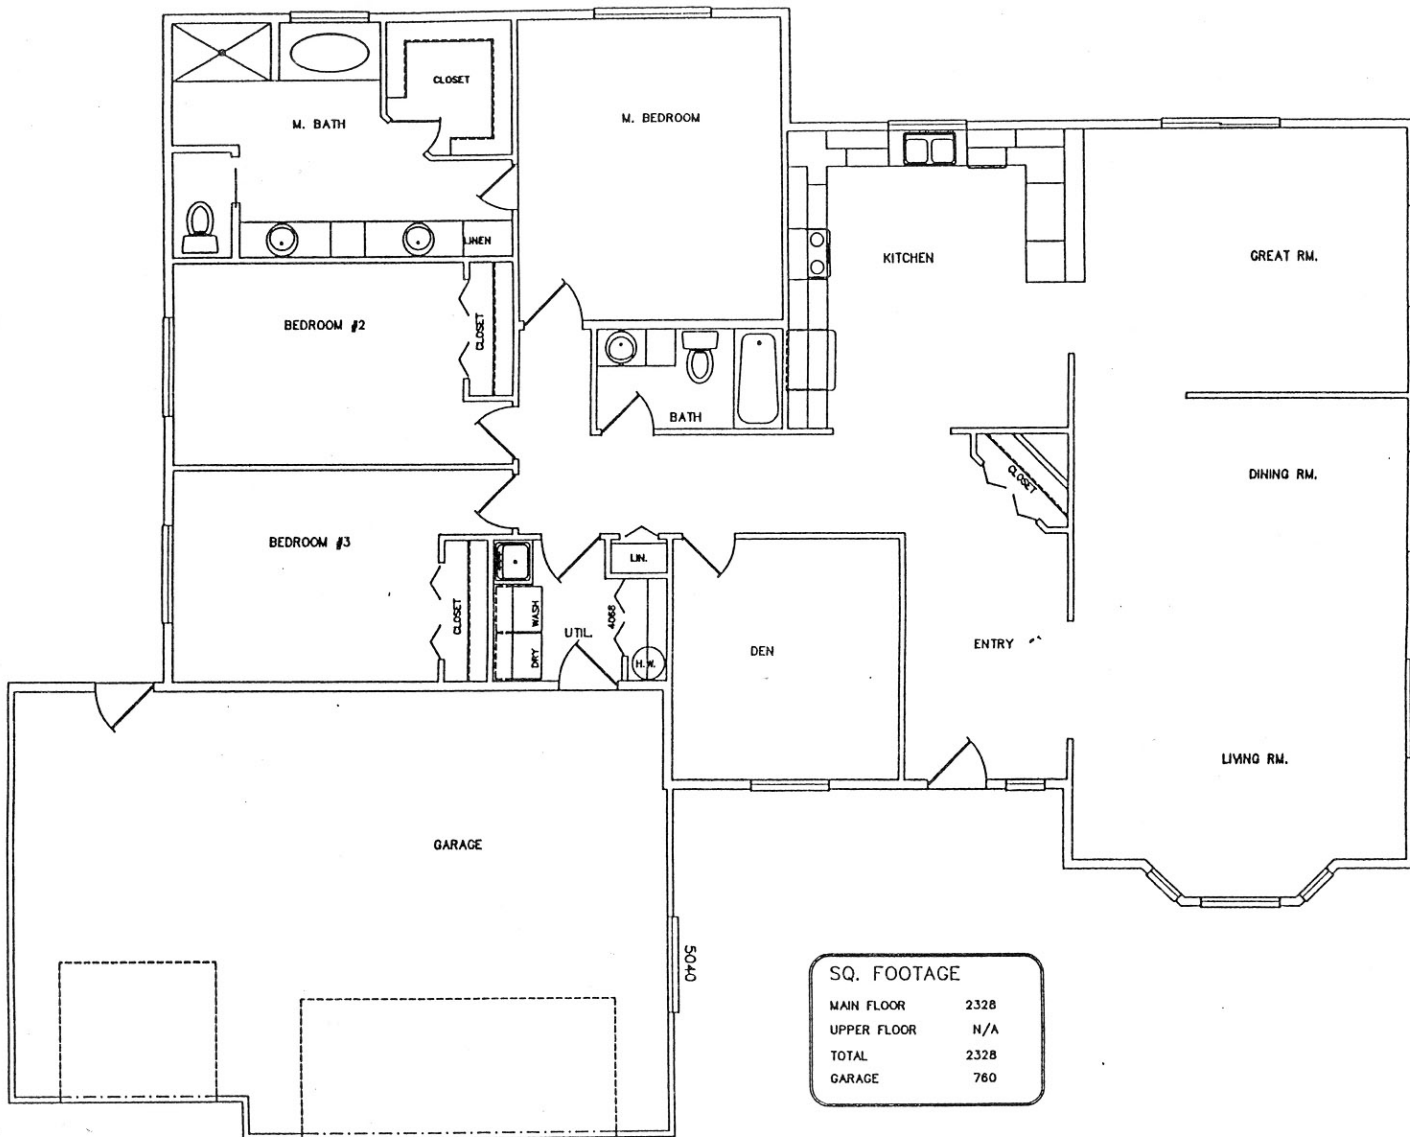 CLOSET
M. BATH
M. BEDROOM
LINEN
KITCHEN
GREAT RM.
BEDROOM #2
CLOSET
BATH
CLOSET
DINING RM.
BEDROOM #3
CLOSET
WASH
DRY
UTIL.
4068
LIN.
H.W.
DEN
ENTRY
LIVING RM.
GARAGE
5040
SQ. FOOTAGE
MAIN FLOOR 2328
UPPER FLOOR N/A
TOTAL 2328
GARAGE 760